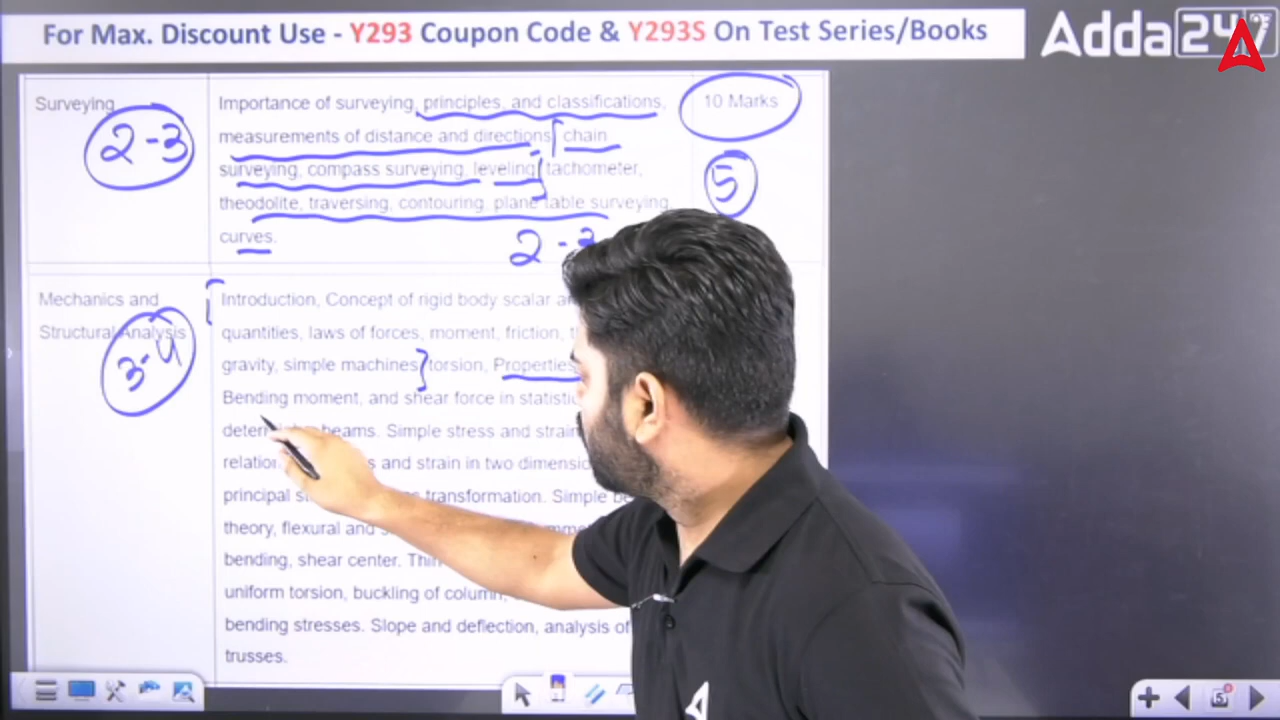 For Max. Discount Use - Y293 Coupon Code & Y293S On Test Series/Books
Adda247
Surveying
2-3
Importance of surveying, principles, and classifications,
measurements of distance and directions, chain
surveying, compass surveying, leveling, tachometer,
theodolite, traversing, contouring, plane table surveying,
curves.
2-3
10 Marks
5
Mechanics and
Structural Analysis
3-4
Introduction, Concept of rigid body scalar
quantities, laws of forces, moment, friction,
gravity, simple machines, torsion, Properties
Bending moment, and shear force in
beams. Simple stress and strain
and strain in two
principal transformation. Simple
theory, flexural and
bending, shear center.
uniform torsion, buckling of column,
bending stresses. Slope and deflection, analysis of
trusses.
5